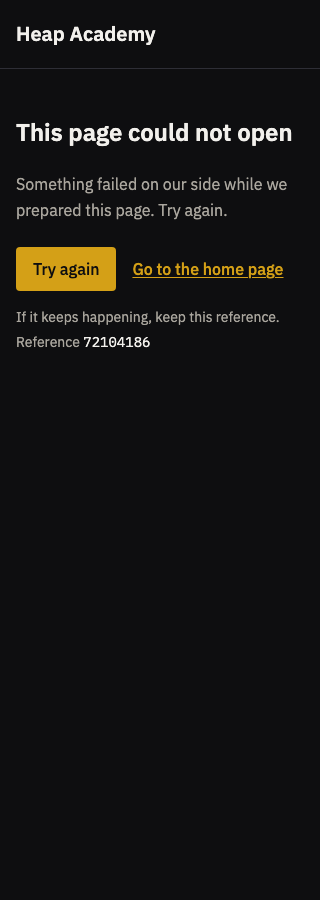 Heap Academy
This page could not open
Something failed on our side while we
prepared this page. Try again.
Try again
Go to the home page
If it keeps happening, keep this reference.
Reference 72104186